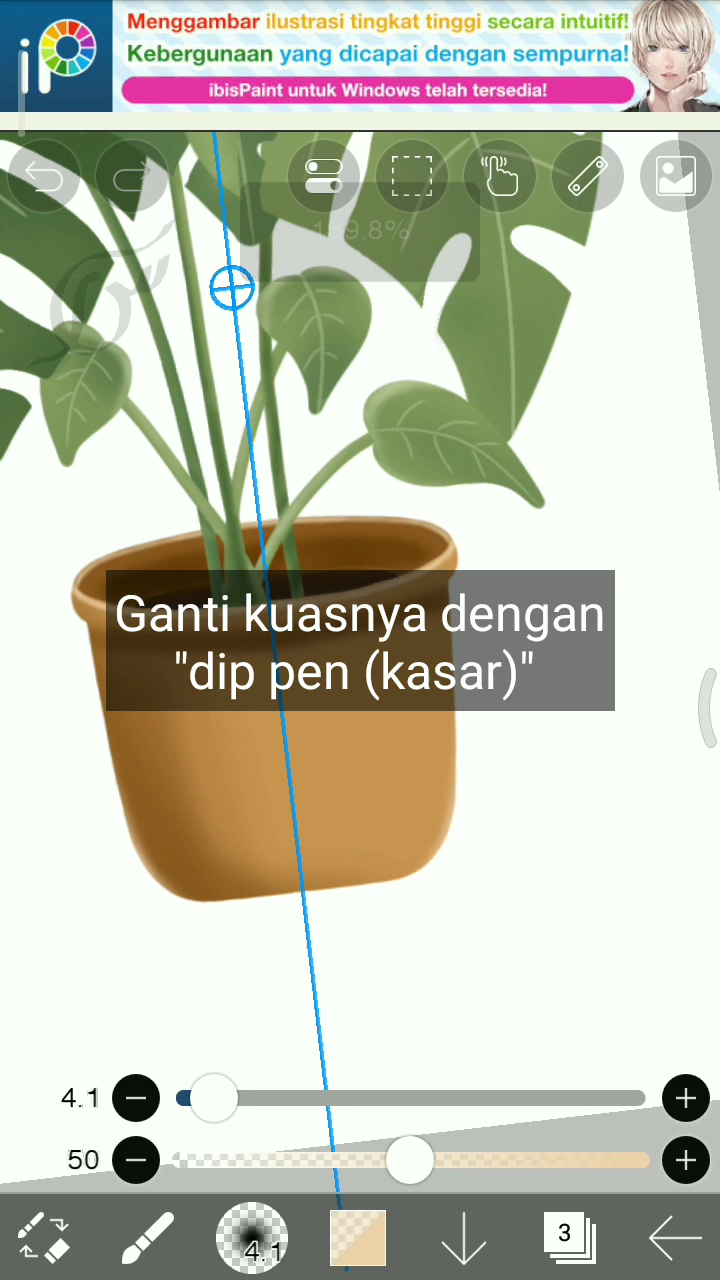 Menggambar ilustrasi tingkat tinggi secara intuitif!
Kebergunaan yang dicapai dengan sempurna!
ibisPaint untuk Windows telah tersedia!
Ganti kuasnya dengan
"dip pen (kasar)"
4.1
50
4.1
3